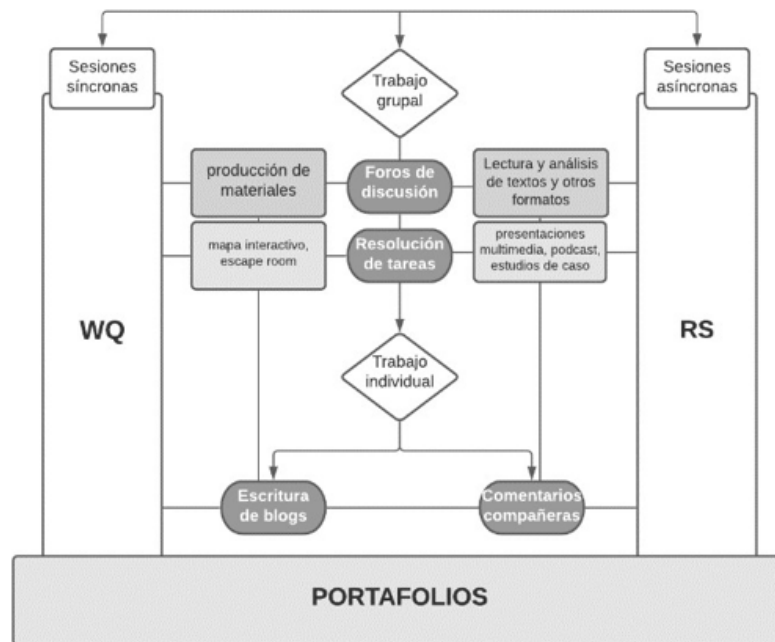 Sesiones
síncronas
Trabajo
grupal
Sesiones
asíncronas
producción de
materiales
Foros de
discusión
Lectura y análisis
de textos y otros
formatos
mapa interactivo,
escape room
Resolución
de tareas
presentaciones
multimedia, podcast,
estudios de caso
WQ
RS
Trabajo
individual
Escritura
de blogs
Comentarios
compañeras
PORTAFOLIOS